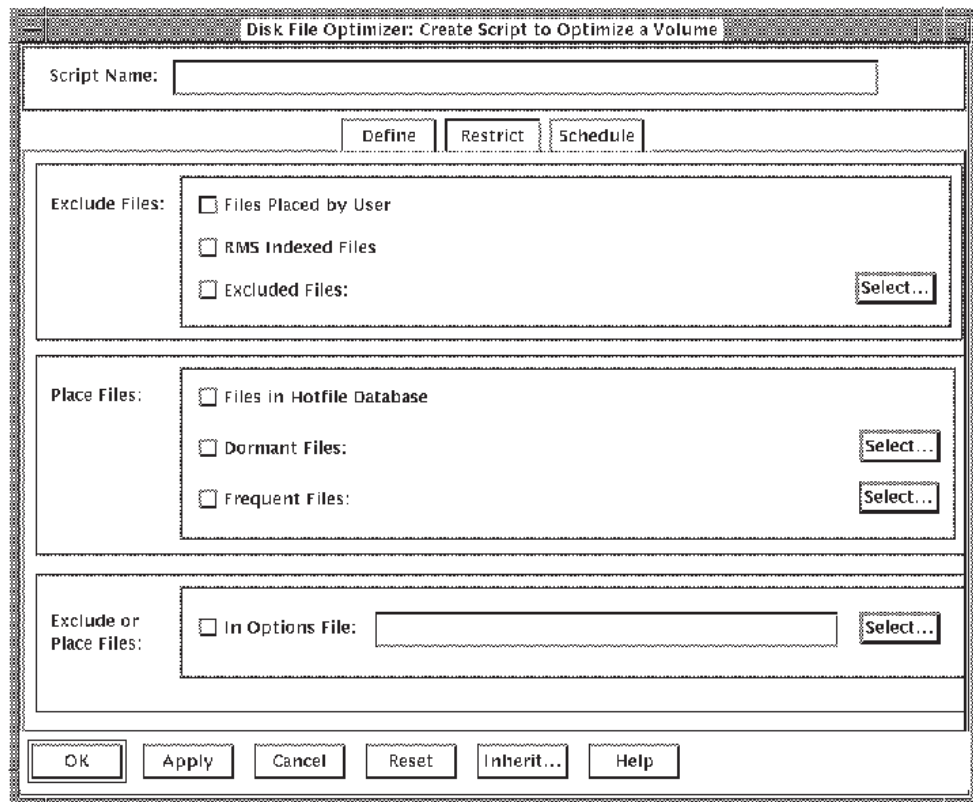 Disk File Optimizer: Create Script to Optimize a Volume
Script Name:
Define Restrict Schedule
Exclude Files:
Files Placed by User
RMS Indexed Files
Excluded Files: Select...
Place Files:
Files in Hotfile Database
Dormant Files: Select...
Frequent Files: Select...
Exclude or
Place Files:
In Options File: Select...
OK Apply Cancel Reset Inherit... Help